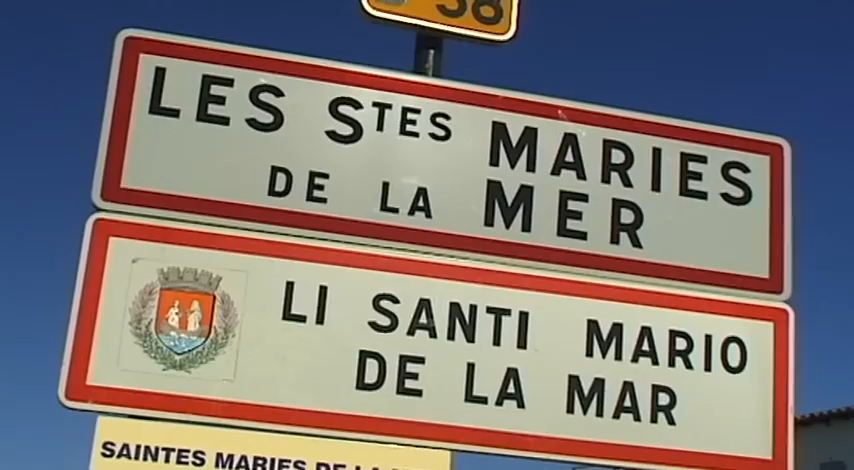 38
LES STES MARIES
DE LA MER
LI SANTI MARIO
DE LA MAR
SAINTES MARIES DE LA